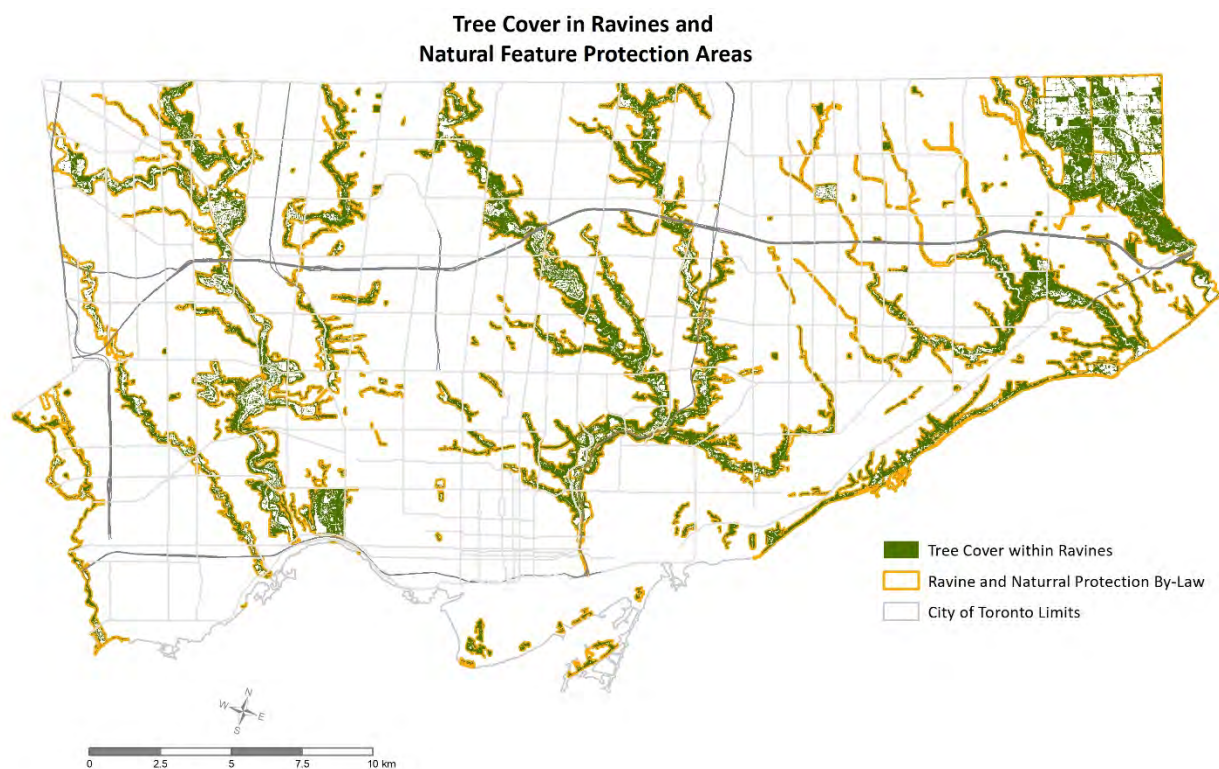 Tree Cover in Ravines and
Natural Feature Protection Areas
Tree Cover within Ravines
Ravine and Naturral Protection By-Law
City of Toronto Limits
N
W
E
S
0 2.5 5 7.5 10 km